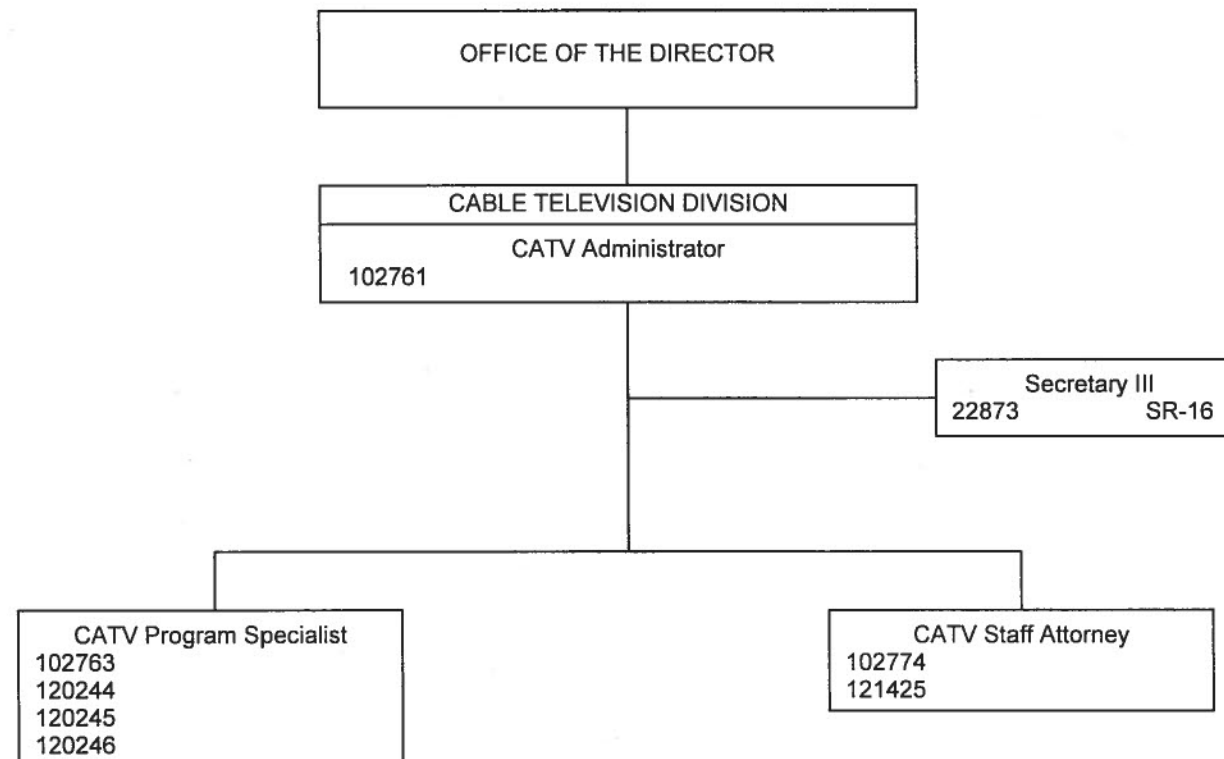 OFFICE OF THE DIRECTOR
CABLE TELEVISION DIVISION
CATV Administrator
102761
Secretary III
22873 SR-16
CATV Program Specialist
102763
120244
120245
120246
CATV Staff Attorney
102774
121425